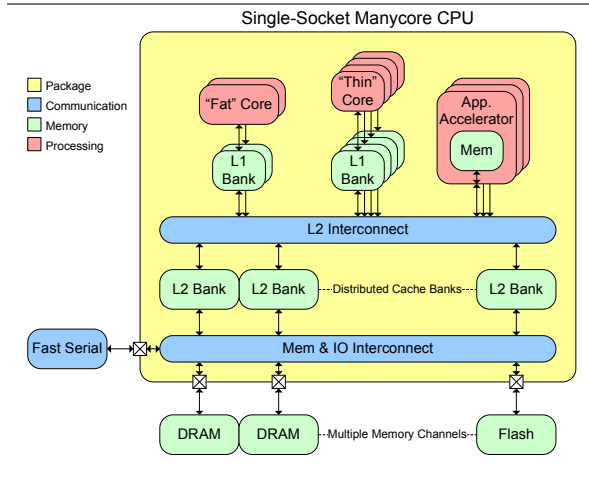 Single-Socket Manycore CPU
Package
Communication
Memory
Processing
“Fat” Core
“Thin”
Core
App.
Accelerator
Mem
L1
Bank
L1
Bank
L2 Interconnect
L2 Bank
L2 Bank
Distributed Cache Banks
L2 Bank
Fast Serial
Mem & IO Interconnect
DRAM
DRAM
Multiple Memory Channels
Flash